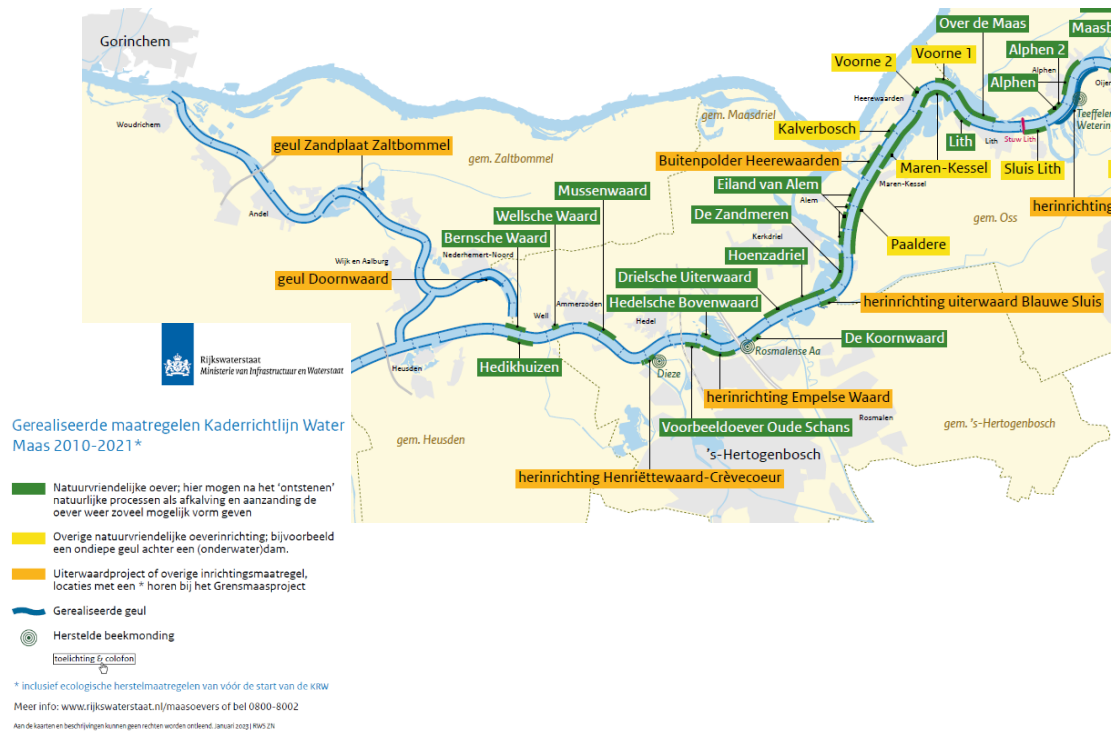 Gorinchem
Over de Maas
Voorne 1
Alphen 2
Alphen
Voorne 2
Alphen
Heerewaarden
Woudrichem
gem. Maasdriel
Kalverbosch
geul Zandplaat Zaltbommel
gem. Zaltbommel
Lith
Lith
Stuw Lith
Buitenpolder Heerewaarden
Maren-Kessel
Sluis Lith
Mussenwaard
Eiland van Alem
Maren-Kessel
Alem
Andel
Wellsche Waard
De Zandmeren
gem. Oss
Bernsche Waard
Kerkdriel
Paaldere
Nederhemert-Noord
Hoenzadriel
Wijk en Aalburg
geul Doornwaard
Drielsche Uiterwaard
Ammerzoden
Hedelsche Bovenwaard
herinrichting uiterwaard Blauwe Sluis
Well
Hedel
De Koornwaard
Rosmalense Aa
Heusden
Hedikhuizen
Dieze
herinrichting Empelse Waard
Rosmalen
Voorbeeldoever Oude Schans
gem. 's-Hertogenbosch
gem. Heusden
's-Hertogenbosch
herinrichting Henriëttewaard-Crèvecoeur
herinrichting
Rijkswaterstaat
Ministerie van Infrastructuur en Waterstaat
Gerealiseerde maatregelen Kaderrichtlijn Water
Maas 2010-2021*
Natuurvriendelijke oever; hier mogen na het 'ontstenen'
natuurlijke processen als afkalving en aanzanding de
oever weer zoveel mogelijk vorm geven
Overige natuurvriendelijke oeverinrichting; bijvoorbeeld
een ondiepe geul achter een (onderwater)dam.
Uiterwaardproject of overige inrichtingsmaatregel,
locaties met een * horen bij het Grensmaasproject
Gerealiseerde geul
Herstelde beekmonding
toelichting & colofon
* inclusief ecologische herstelmaatregelen van vóór de start van de KRW
Meer info: www.rijkswaterstaat.nl/maasoevers of bel 0800-8002
Aan de kaarten en beschrijvingen kunnen geen rechten worden ontleend. Januari 2023 | RWS ZN